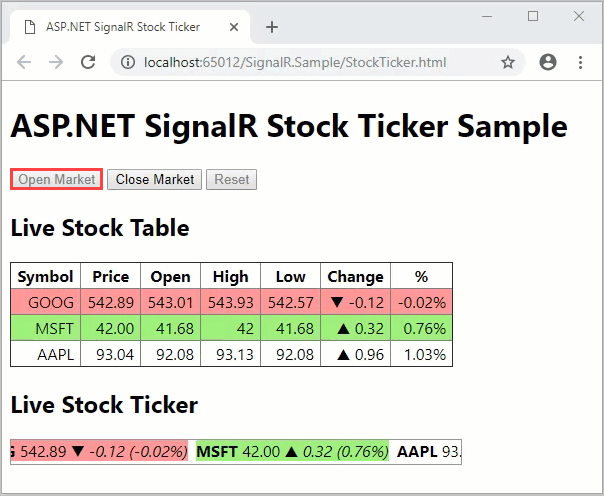 ASP.NET SignalR Stock Ticker
localhost:65012/SignalR.Sample/StockTicker.html
ASP.NET SignalR Stock Ticker Sample
Open Market Close Market Reset
Live Stock Table
Symbol Price Open High Low Change %
GOOG 542.89 543.01 543.93 542.57 ▼ -0.12 -0.02%
MSFT 42.00 41.68 42 41.68 ▲ 0.32 0.76%
AAPL 93.04 92.08 93.13 92.08 ▲ 0.96 1.03%
Live Stock Ticker
542.89 ▼ -0.12 (-0.02%) MSFT 42.00 ▲ 0.32 (0.76%) AAPL 93.